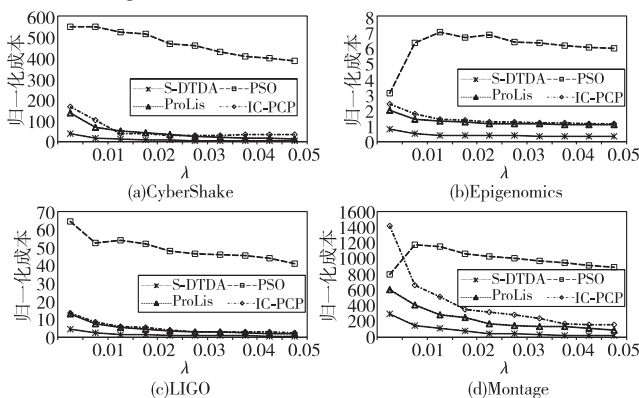 600
500
400
300
200
100
0
归一化成本
S-DTDA
PSO
ProLis
IC-PCP
0.01 0.02 0.03 0.04 0.05
λ
(a)CyberShake
8
7
6
5
4
3
2
1
0
归一化成本
S-DTDA
PSO
ProLis
IC-PCP
0.01 0.02 0.03 0.04 0.05
λ
(b)Epigenomics
70
60
50
40
30
20
10
0
归一化成本
S-DTDA
PSO
ProLis
IC-PCP
0.01 0.02 0.03 0.04 0.05
λ
(c)LIGO
1600
1400
1200
1000
800
600
400
200
0
归一化成本
S-DTDA
PSO
ProLis
IC-PCP
0.01 0.02 0.03 0.04 0.05
λ
(d)Montage